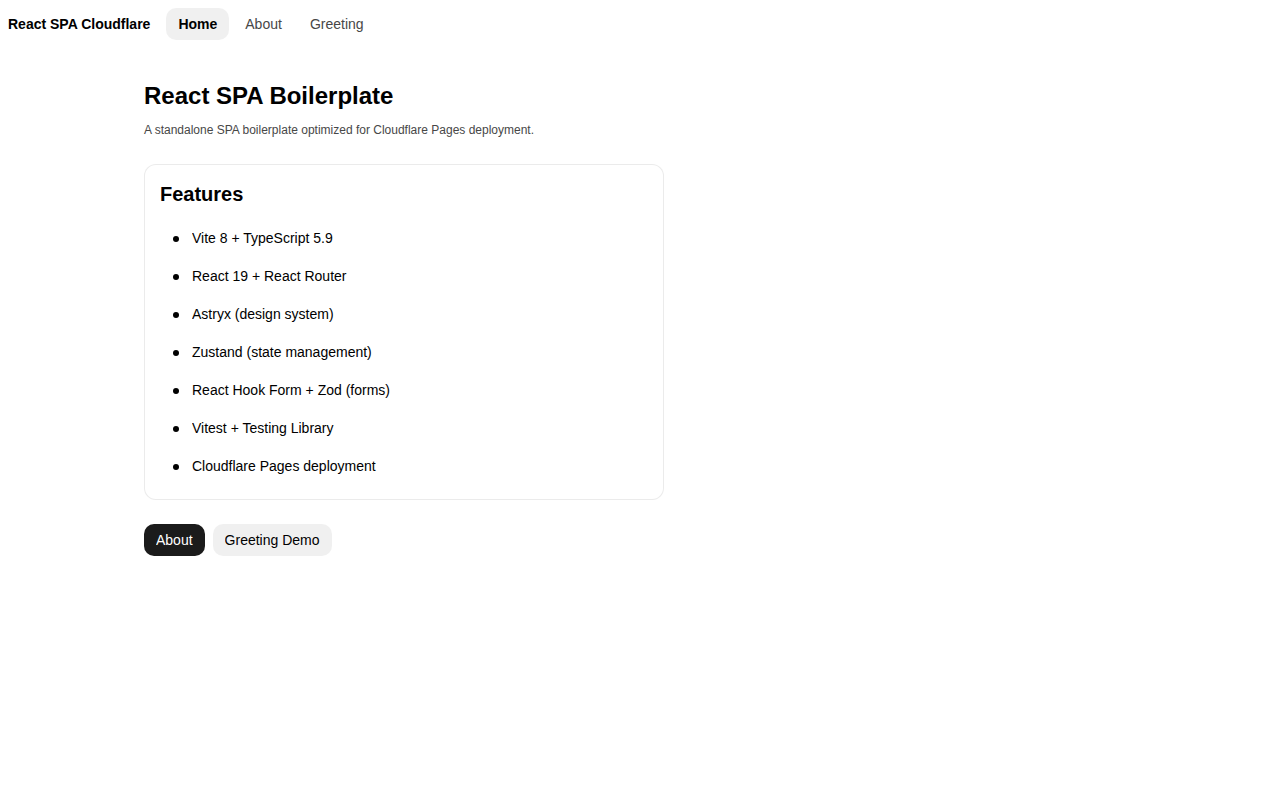 React SPA Cloudflare Home About Greeting
React SPA Boilerplate
A standalone SPA boilerplate optimized for Cloudflare Pages deployment.
Features
Vite 8 + TypeScript 5.9
React 19 + React Router
Astryx (design system)
Zustand (state management)
React Hook Form + Zod (forms)
Vitest + Testing Library
Cloudflare Pages deployment
About Greeting Demo